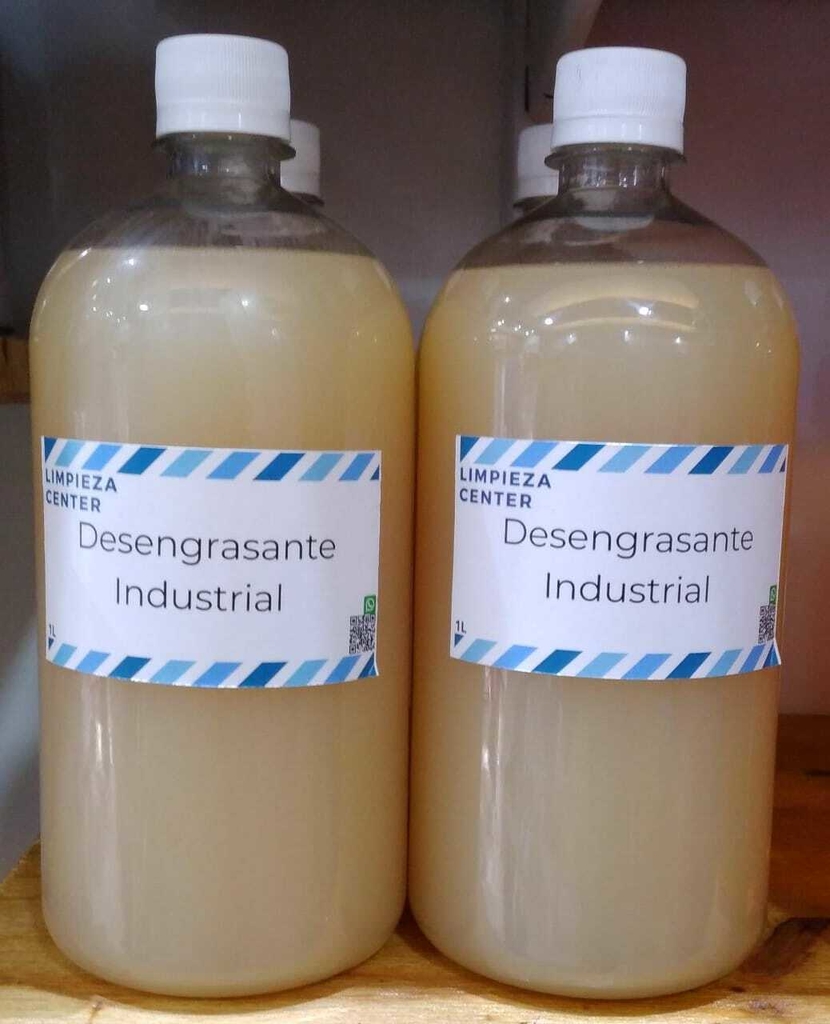 LIMPIEZA
CENTER
Desengrasante
Industrial
1L
LIMPIEZA
CENTER
Desengrasante
Industrial
1L